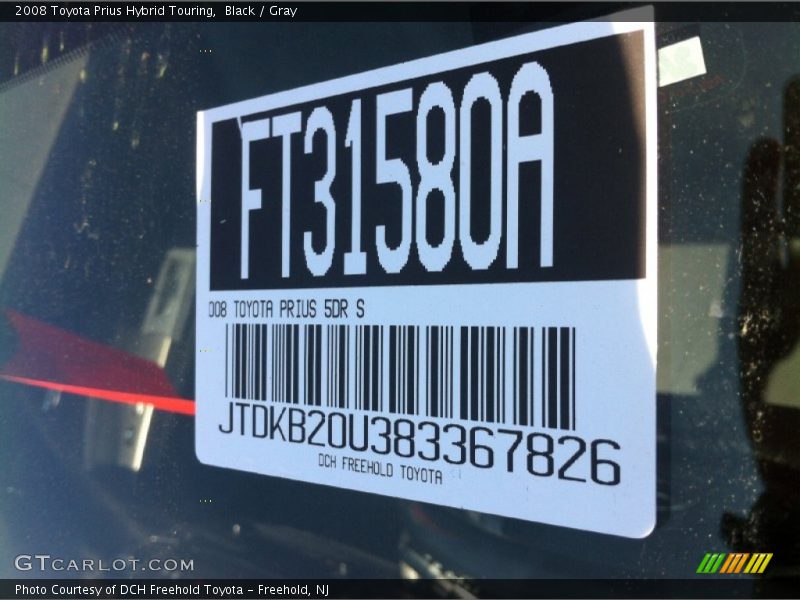 2008 Toyota Prius Hybrid Touring,  Black / Gray
FT31580A
008 TOYOTA PRIUS 5DR S
JTDKB20U383367826
DCH FREEHOLD TOYOTA
GTCARLOT.COM
Photo Courtesy of DCH Freehold Toyota – Freehold, NJ